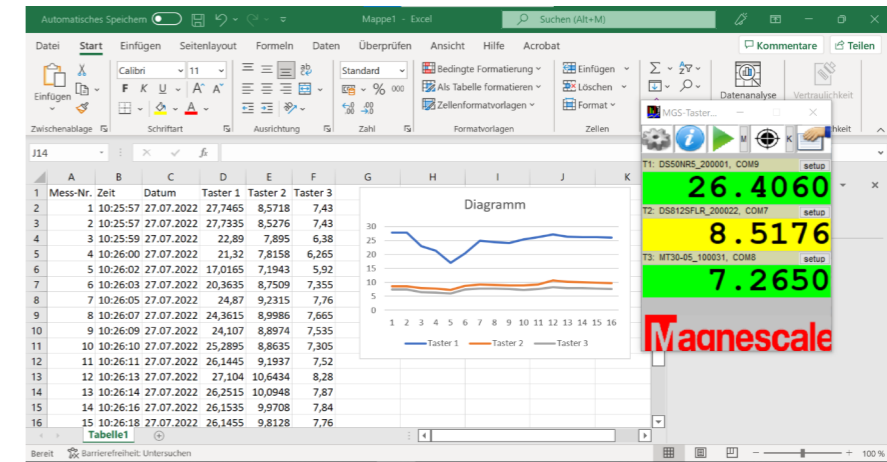 Automatisches Speichern
Mappe1 - Excel
Suchen (Alt+M)
Datei Start Einfügen Seitenlayout Formeln Daten Überprüfen Ansicht Hilfe Acrobat
Kommentare Teilen
Einfügen
Calibri 11
F K U
A A
Standard
% 000
Bedingte Formatierung
Als Tabelle formatieren
Zellenformatvorlagen
Einfügen
Löschen
Format
Datenanalyse
Vertraulichkeit
Zwischenablage Schriftart Ausrichtung Zahl Formatvorlagen Zellen
J14
fx
A B C D E F G H I J K
1 Mess-Nr. Zeit Datum Taster 1 Taster 2 Taster 3
2 1 10:25:57 27.07.2022 27,7465 8,5718 7,43
3 2 10:25:57 27.07.2022 27,7335 8,5276 7,43
4 3 10:25:59 27.07.2022 22,89 7,895 6,38
5 4 10:26:00 27.07.2022 21,32 7,8158 6,265
6 5 10:26:02 27.07.2022 17,0165 7,1943 5,92
7 6 10:26:03 27.07.2022 20,3635 8,7509 7,355
8 7 10:26:05 27.07.2022 24,87 9,2315 7,76
9 8 10:26:07 27.07.2022 24,3615 8,9986 7,665
10 9 10:26:09 27.07.2022 24,107 8,8974 7,535
11 10 10:26:10 27.07.2022 25,2895 8,8635 7,305
12 11 10:26:11 27.07.2022 26,1445 9,1937 7,52
13 12 10:26:13 27.07.2022 27,104 10,6434 8,28
14 13 10:26:14 27.07.2022 26,2515 10,0948 7,87
15 14 10:26:16 27.07.2022 26,1535 9,9708 7,84
16 15 10:26:18 27.07.2022 26,1455 9,8128 7,76
Diagramm
30
25
20
15
10
5
0
1 2 3 4 5 6 7 8 9 10 11 12 13 14 15 16
Taster 1 Taster 2 Taster 3
MGS-Taster...
M
K
T1: DS50NR5_200001, COM9 setup
26.4060
T2: DS812SFLR_200022, COM7 setup
8.5176
T3: MT30-05_100031, COM8 setup
7.2650
Magnescale
Tabelle1
Bereit Barrierefreiheit: Untersuchen
100 %